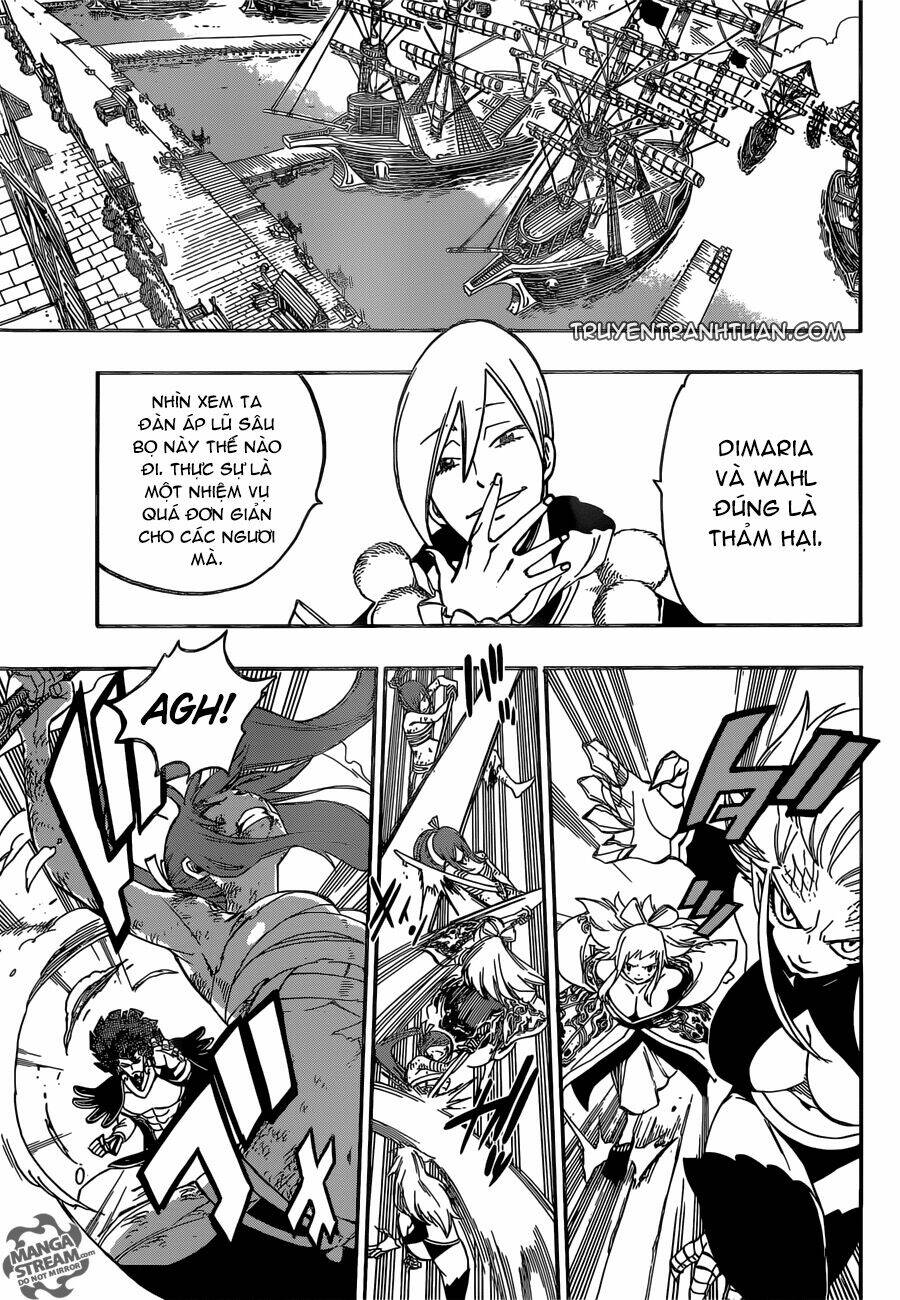 TRUYENTRANHTUAN.COM
DIMARIA
VÀ WAHL
ĐÚNG LÀ
THẢM HẠI.
NHÌN XEM TA
ĐÀN ÁP LŨ SÂU
BỌ NÀY THẾ NÀO
ĐI. THỰC SỰ LÀ
MỘT NHIỆM VỤ
QUÁ ĐƠN GIẢN
CHO CÁC NGƯƠI
MÀ.
AGH!
MANGA
STREAM.COM
DO NOT MIRROR